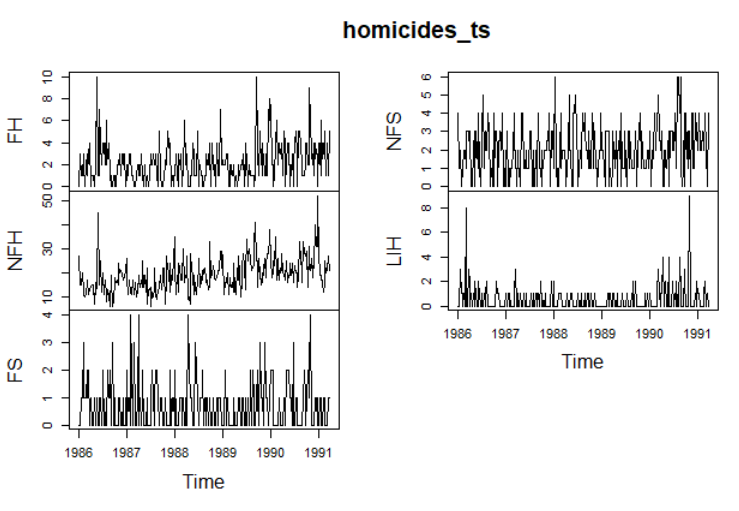 homicides_ts
FH
0 2 4 6 8 10
NFH
10 30 50
FS
0 1 2 3 4
1986 1987 1988 1989 1990 1991
Time
NFS
0 1 2 3 4 5 6
LIH
0 2 4 6 8
1986 1987 1988 1989 1990 1991
Time